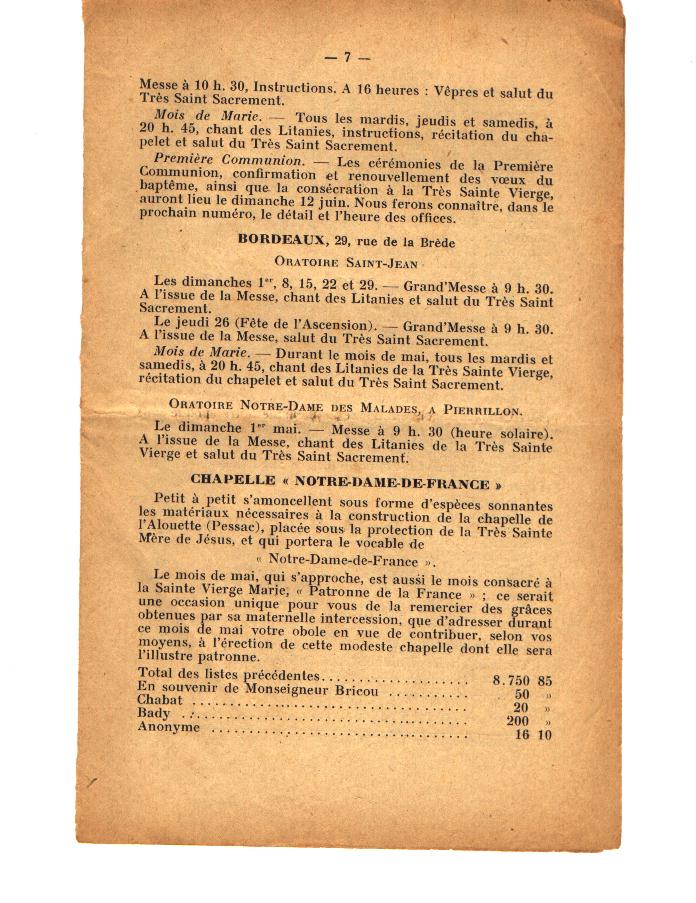 — 7 —
Messe à 10 h. 30, Instructions. A 16 heures : Vêpres et salut du
Très Saint Sacrement.
Mois de Marie. — Tous les mardis, jeudis et samedis, à
20 h. 45, chant des Litanies, instructions, récitation du cha-
pelet et salut du Très Saint Sacrement.
Première Communion. — Les cérémonies de la Première
Communion, confirmation et renouvellement des vœux du
baptême, ainsi que la consécration à la Très Sainte Vierge,
auront lieu le dimanche 12 juin. Nous ferons connaître, dans le
prochain numéro, le détail et l'heure des offices.
BORDEAUX, 29, rue de la Brède
ORATOIRE SAINT-JEAN
Les dimanches 1er, 8, 15, 22 et 29. — Grand'Messe à 9 h. 30.
A l'issue de la Messe, chant des Litanies et salut du Très Saint
Sacrement.
Le jeudi 26 (Fête de l'Ascension). — Grand'Messe à 9 h. 30.
A l'issue de la Messe, salut du Très Saint Sacrement.
Mois de Marie. — Durant le mois de mai, tous les mardis et
samedis, à 20 h. 45, chant des Litanies de la Très Sainte Vierge,
récitation du chapelet et salut du Très Saint Sacrement.
ORATOIRE NOTRE-DAME DES MALADES, A PIERRILLON.
Le dimanche 1er mai. — Messe à 9 h. 30 (heure solaire).
A l'issue de la Messe, chant des Litanies de la Très Sainte
Vierge et salut du Très Saint Sacrement.
CHAPELLE « NOTRE-DAME-DE-FRANCE »
Petit à petit s'amoncellent sous forme d'espèces sonnantes
les matériaux nécessaires à la construction de la chapelle de
l'Alouette (Pessac), placée sous la protection de la Très Sainte
Mère de Jésus, et qui portera le vocable de
« Notre-Dame-de-France ».
Le mois de mai, qui s'approche, est aussi le mois consacré à
la Sainte Vierge Marie, « Patronne de la France » ; ce serait
une occasion unique pour vous de la remercier des grâces
obtenues par sa maternelle intercession, que d'adresser durant
ce mois de mai votre obole en vue de contribuer, selon vos
moyens, à l'érection de cette modeste chapelle dont elle sera
l'illustre patronne.
Total des listes précédentes.................... 8.750 85
En souvenir de Monseigneur Bricou ........... 50 »
Chabat ...................................... 20 »
Bady ........................................ 200 »
Anonyme ................................... 16 10